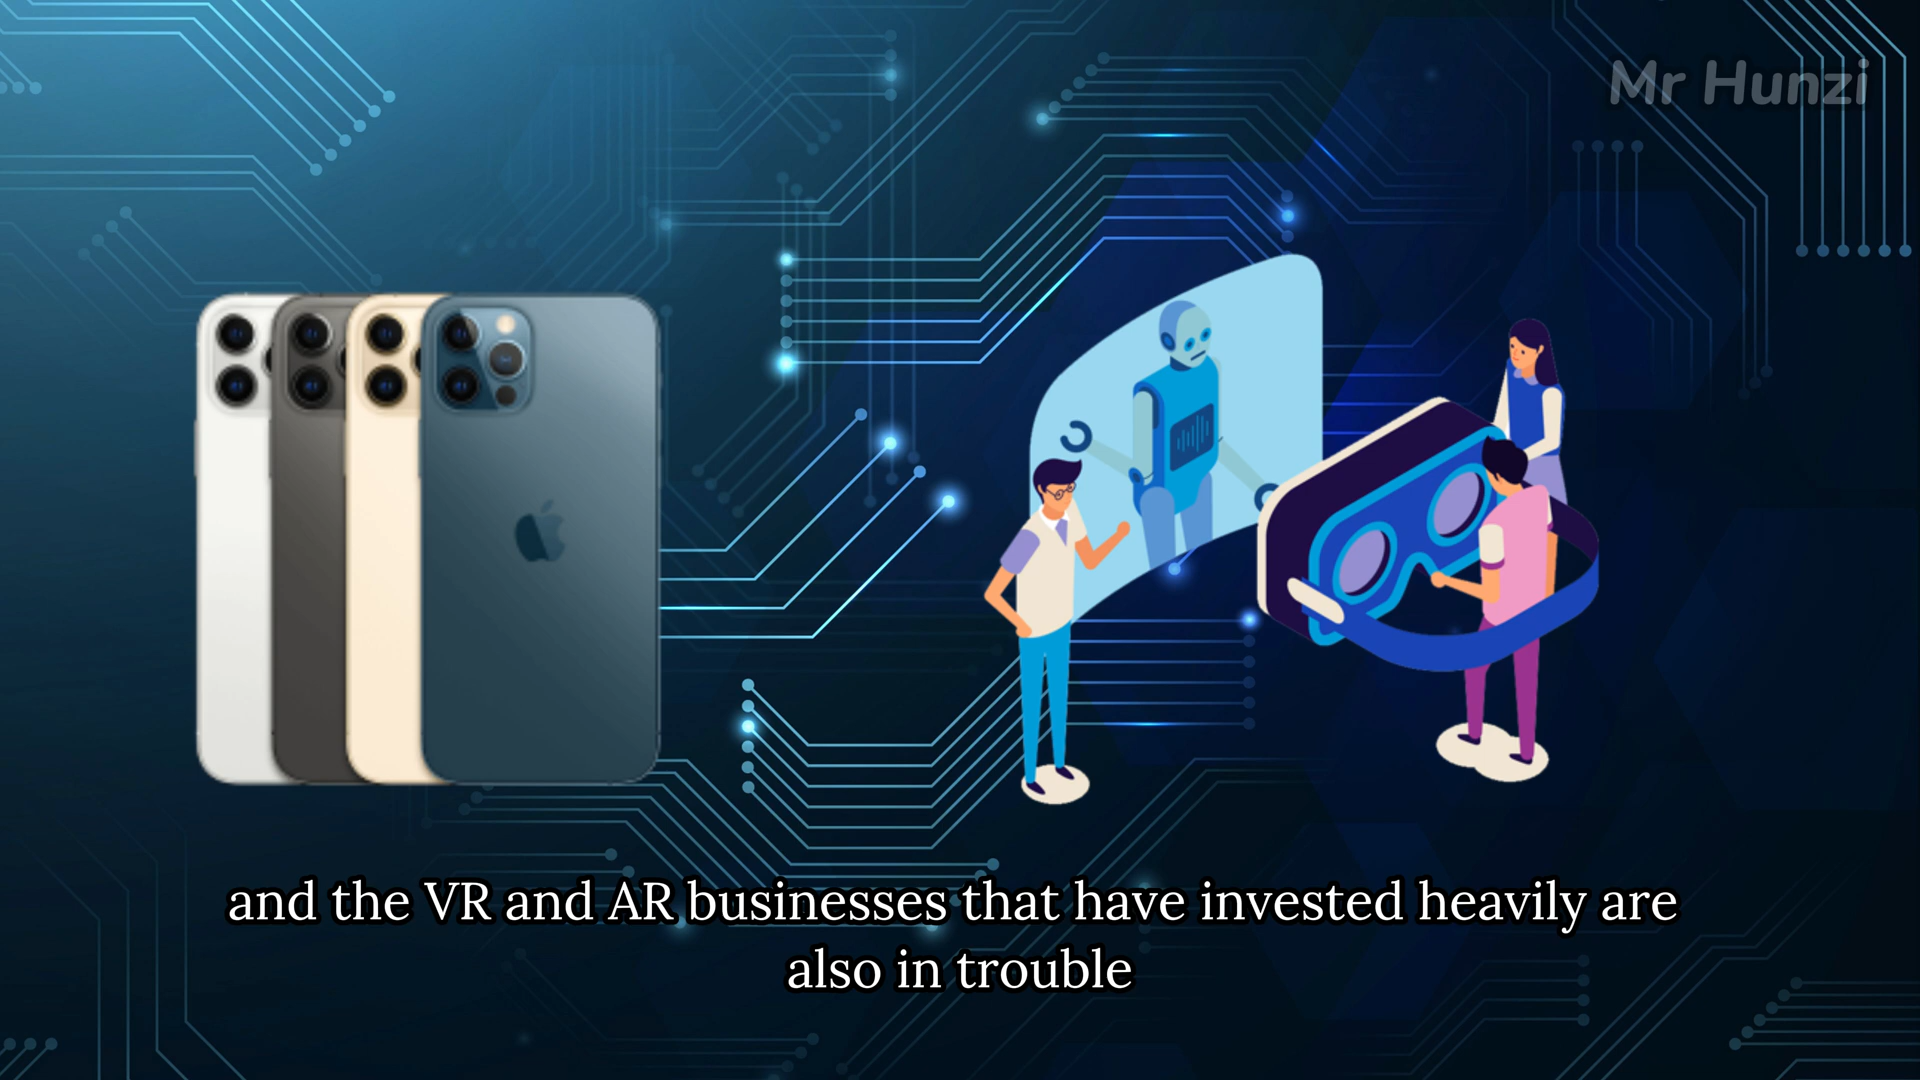 Mr Hunzi
and the VR and AR businesses that have invested heavily are
also in trouble